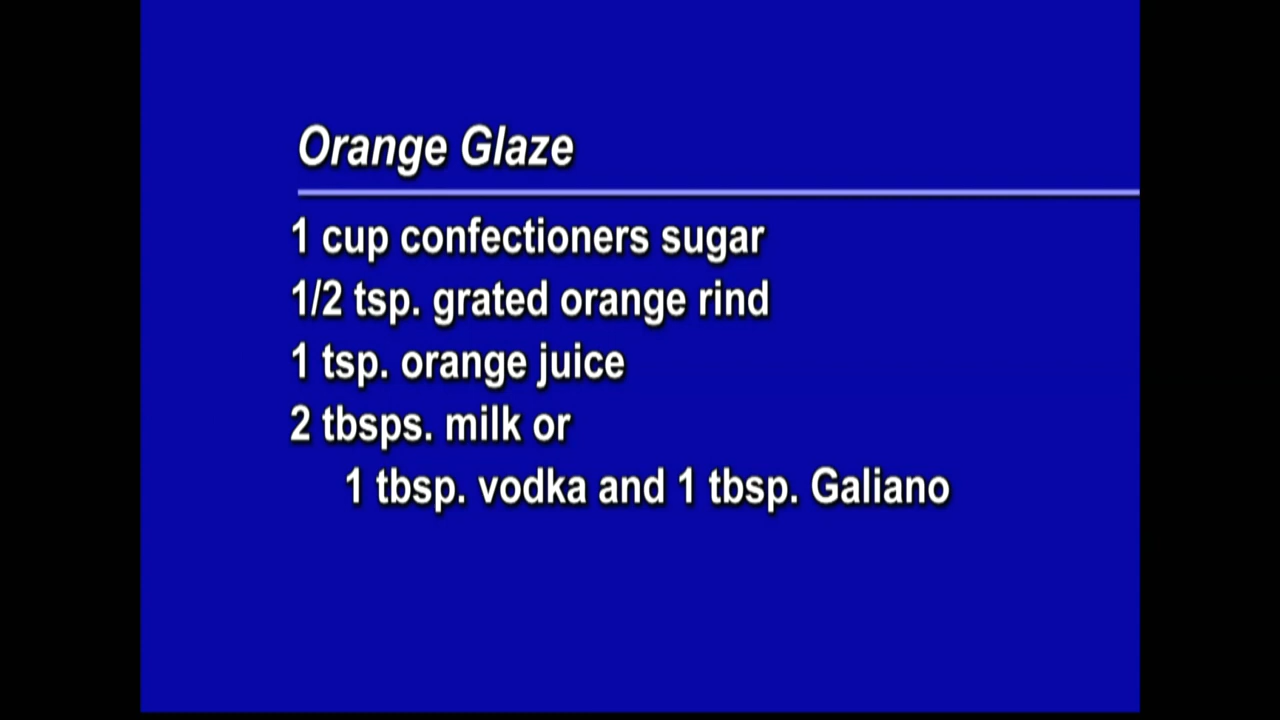 Orange Glaze
1 cup confectioners sugar
1/2 tsp. grated orange rind
1 tsp. orange juice
2 tbsps. milk or
1 tbsp. vodka and 1 tbsp. Galiano